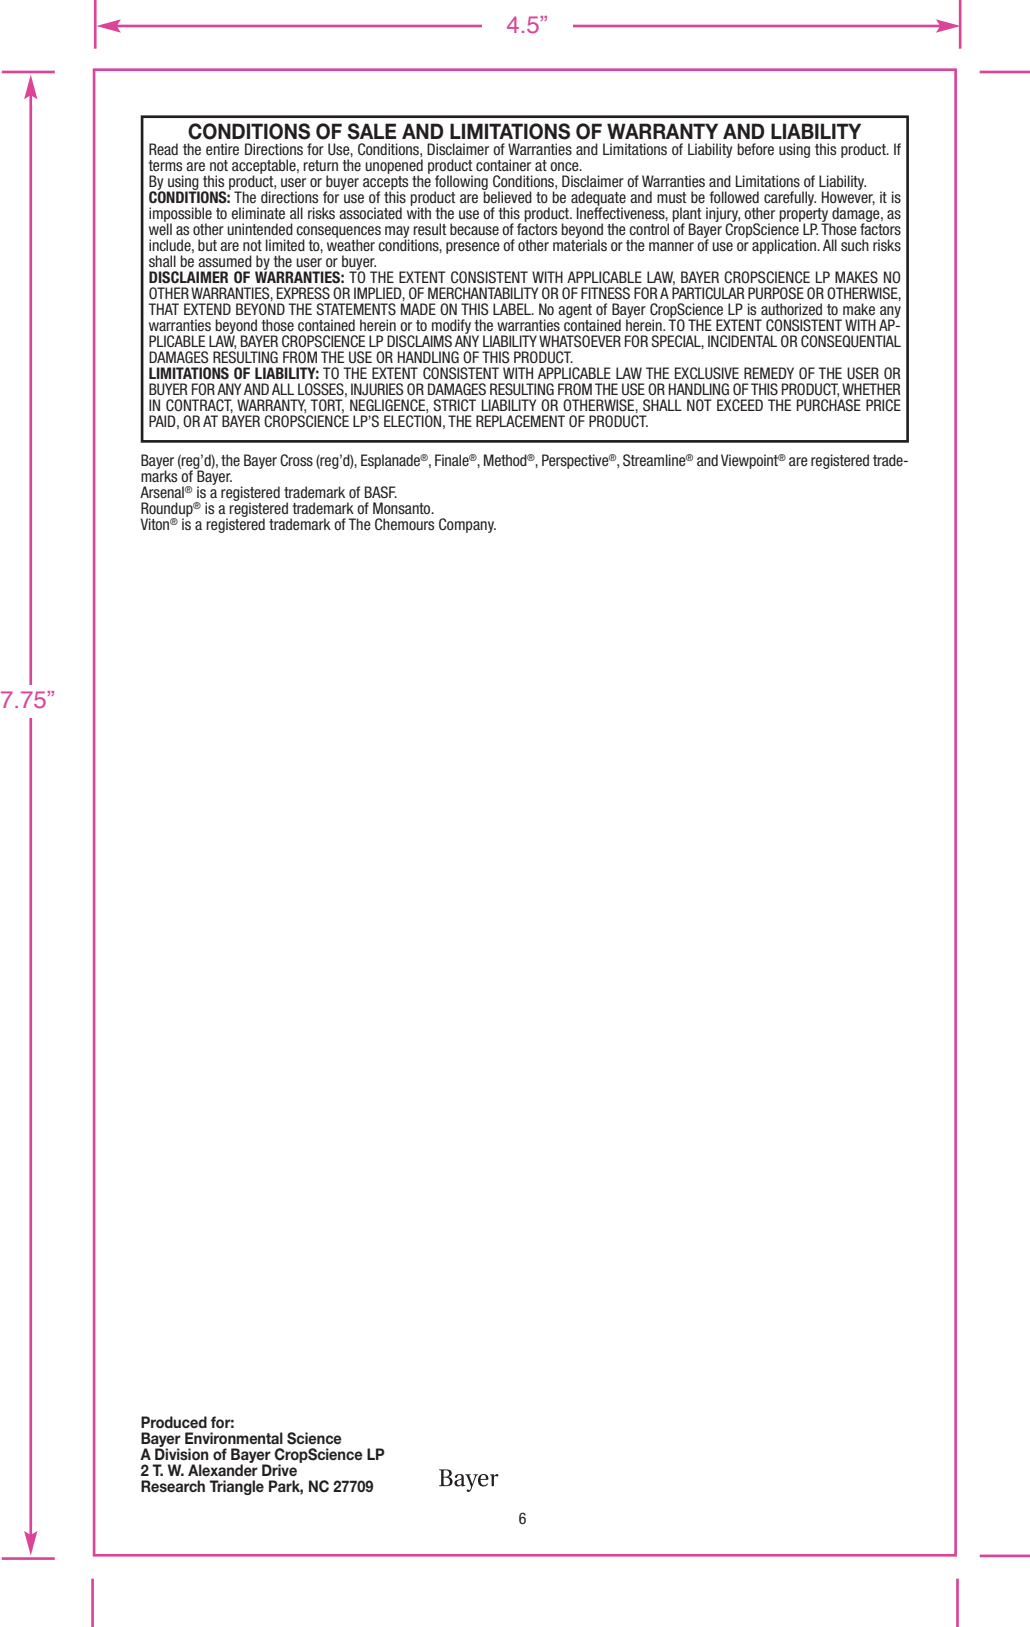 4.5”
7.75”
CONDITIONS OF SALE AND LIMITATIONS OF WARRANTY AND LIABILITY
Read the entire Directions for Use, Conditions, Disclaimer of Warranties and Limitations of Liability before using this product. If
terms are not acceptable, return the unopened product container at once.
By using this product, user or buyer accepts the following Conditions, Disclaimer of Warranties and Limitations of Liability.
CONDITIONS: The directions for use of this product are believed to be adequate and must be followed carefully. However, it is
impossible to eliminate all risks associated with the use of this product. Ineffectiveness, plant injury, other property damage, as
well as other unintended consequences may result because of factors beyond the control of Bayer CropScience LP. Those factors
include, but are not limited to, weather conditions, presence of other materials or the manner of use or application. All such risks
shall be assumed by the user or buyer.
DISCLAIMER OF WARRANTIES: TO THE EXTENT CONSISTENT WITH APPLICABLE LAW, BAYER CROPSCIENCE LP MAKES NO
OTHER WARRANTIES, EXPRESS OR IMPLIED, OF MERCHANTABILITY OR OF FITNESS FOR A PARTICULAR PURPOSE OR OTHERWISE,
THAT EXTEND BEYOND THE STATEMENTS MADE ON THIS LABEL. No agent of Bayer CropScience LP is authorized to make any
warranties beyond those contained herein or to modify the warranties contained herein. TO THE EXTENT CONSISTENT WITH AP-
PLICABLE LAW, BAYER CROPSCIENCE LP DISCLAIMS ANY LIABILITY WHATSOEVER FOR SPECIAL, INCIDENTAL OR CONSEQUENTIAL
DAMAGES RESULTING FROM THE USE OR HANDLING OF THIS PRODUCT.
LIMITATIONS OF LIABILITY: TO THE EXTENT CONSISTENT WITH APPLICABLE LAW THE EXCLUSIVE REMEDY OF THE USER OR
BUYER FOR ANY AND ALL LOSSES, INJURIES OR DAMAGES RESULTING FROM THE USE OR HANDLING OF THIS PRODUCT, WHETHER
IN CONTRACT, WARRANTY, TORT, NEGLIGENCE, STRICT LIABILITY OR OTHERWISE, SHALL NOT EXCEED THE PURCHASE PRICE
PAID, OR AT BAYER CROPSCIENCE LP’S ELECTION, THE REPLACEMENT OF PRODUCT.
Bayer (reg’d), the Bayer Cross (reg’d), Esplanade®, Finale®, Method®, Perspective®, Streamline® and Viewpoint® are registered trade-
marks of Bayer.
Arsenal® is a registered trademark of BASF.
Roundup® is a registered trademark of Monsanto.
Viton® is a registered trademark of The Chemours Company.
Produced for:
Bayer Environmental Science
A Division of Bayer CropScience LP
2 T. W. Alexander Drive
Research Triangle Park, NC 27709
Bayer
6